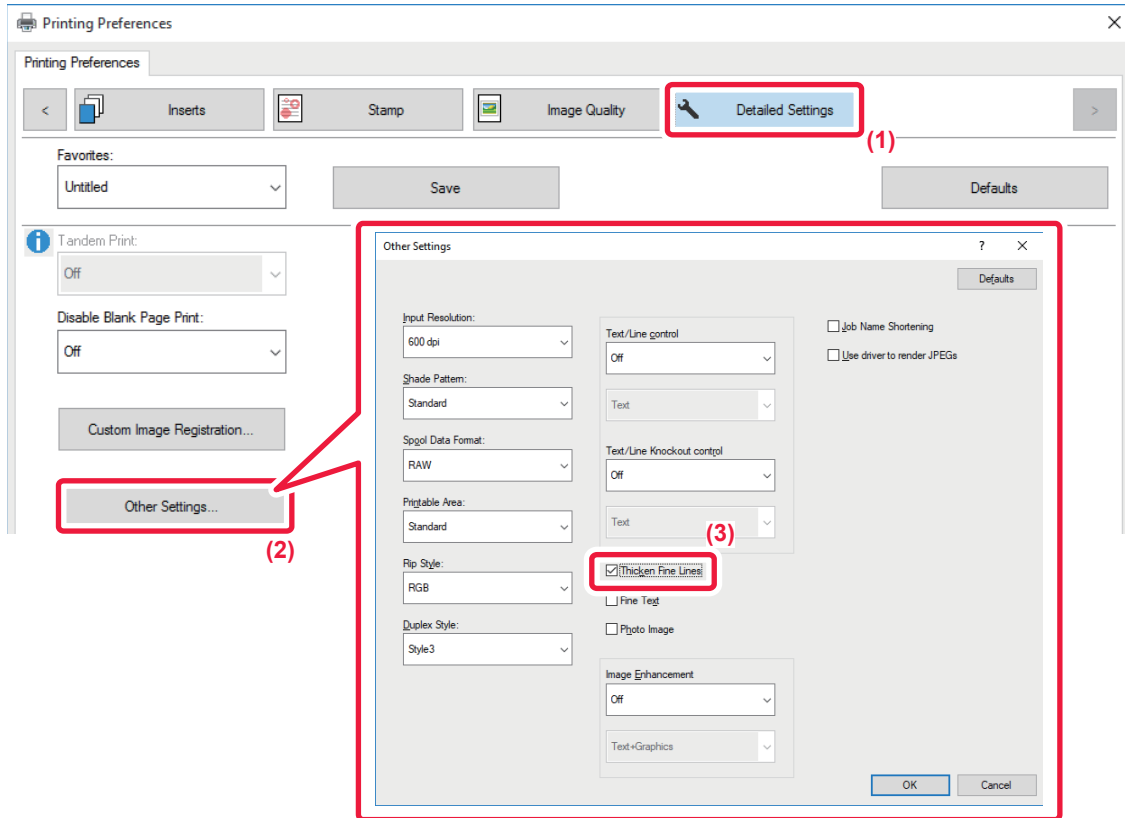 Printing Preferences
Printing Preferences
<
Inserts
Stamp
Image Quality
Detailed Settings
>
(1)
Favorites:
Untitled
Save
Defaults
Tandem Print:
Off
Disable Blank Page Print:
Off
Custom Image Registration...
Other Settings...
(2)
Other Settings
?
Defaults
Input Resolution:
600 dpi
Shade Pattern:
Standard
Spool Data Format:
RAW
Printable Area:
Standard
Rip Style:
RGB
Duplex Style:
Style3
Text/Line control
Off
Text
Text/Line Knockout control
Off
Text
(3)
Thicken Fine Lines
Fine Text
Photo Image
Image Enhancement
Off
Text+Graphics
Job Name Shortening
Use driver to render JPEGs
OK
Cancel